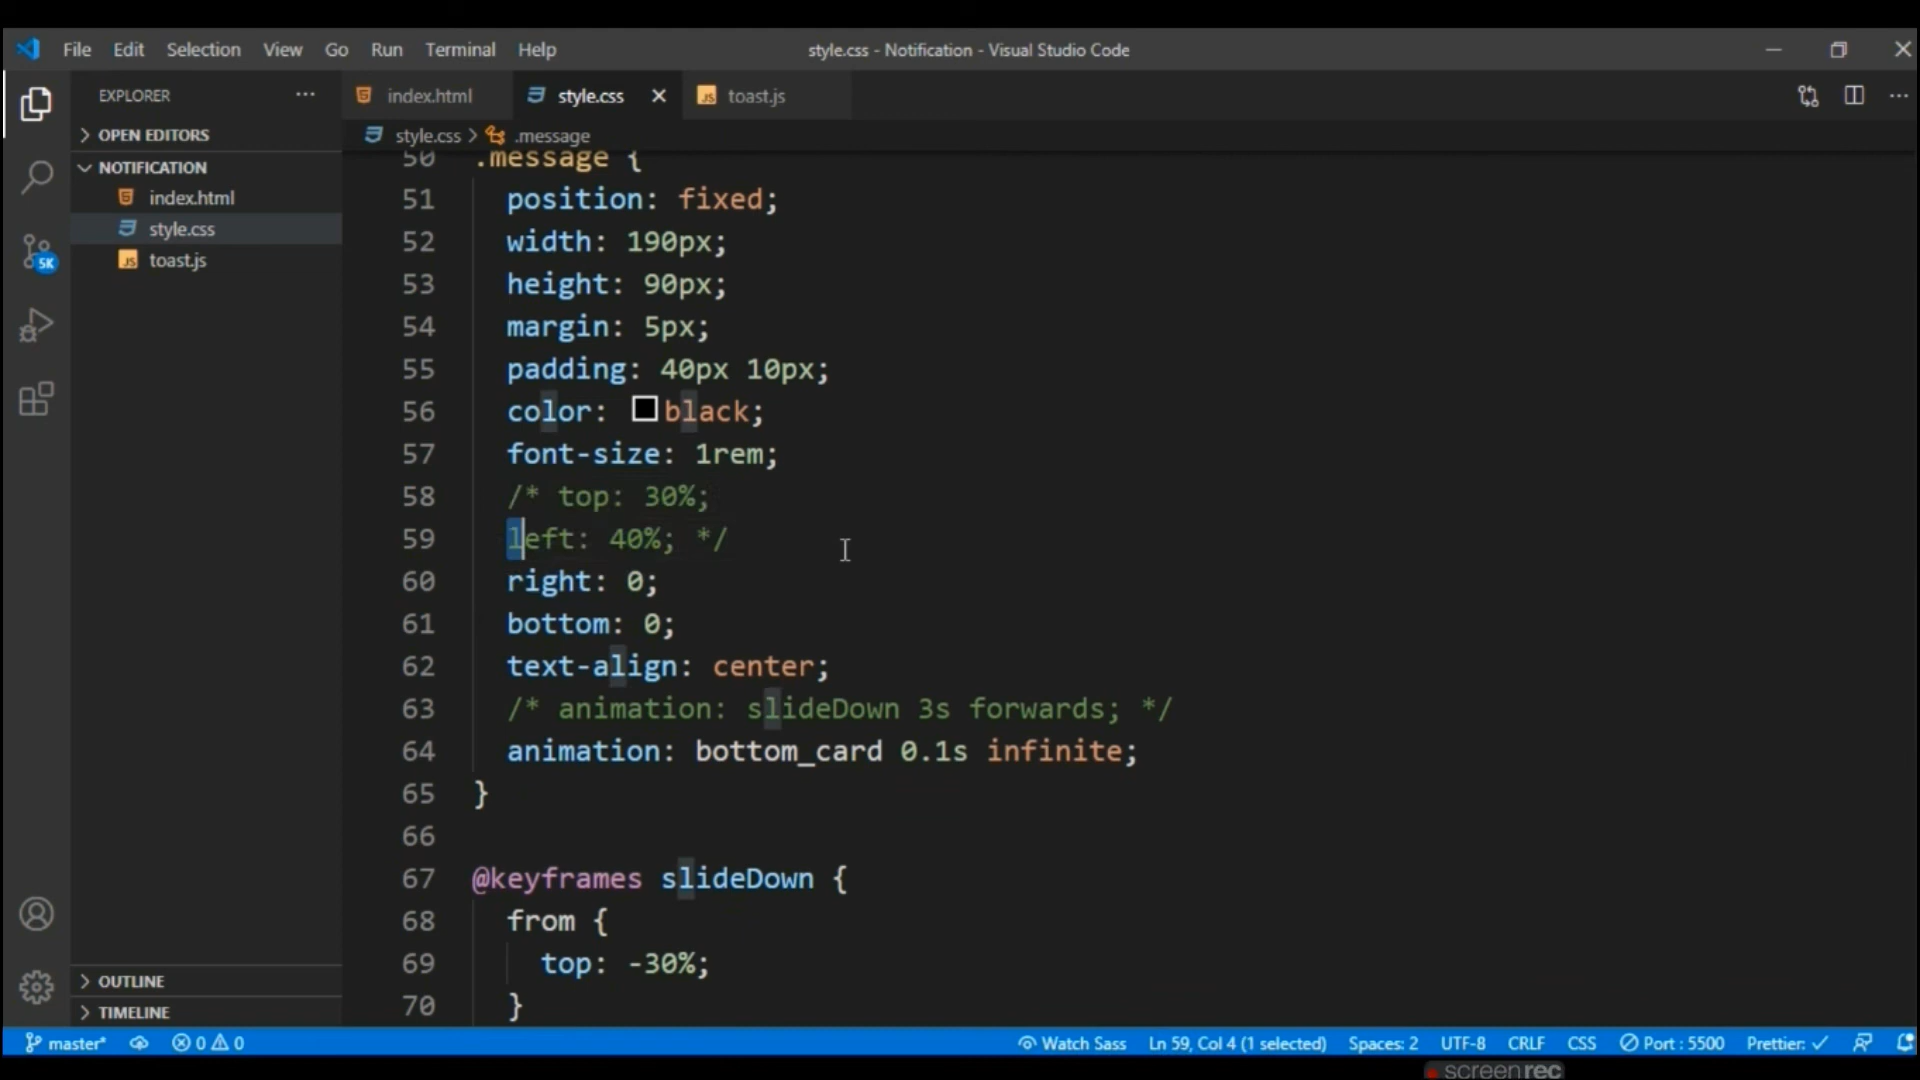 File Edit Selection View Go Run Terminal Help
style.css - Notification - Visual Studio Code
EXPLORER
index.html
style.css
toast.js
OPEN EDITORS
style.css > .message
NOTIFICATION
index.html
style.css
toast.js
5K
50 .message {
51 position: fixed;
52 width: 190px;
53 height: 90px;
54 margin: 5px;
55 padding: 40px 10px;
56 color: black;
57 font-size: 1rem;
58 /* top: 30%;
59 left: 40%; */
60 right: 0;
61 bottom: 0;
62 text-align: center;
63 /* animation: slideDown 3s forwards; */
64 animation: bottom_card 0.1s infinite;
65 }
66
67 @keyframes slideDown {
68 from {
69 top: -30%;
70 }
OUTLINE
TIMELINE
master* 0 0 Watch Sass Ln 59, Col 4 (1 selected) Spaces: 2 UTF-8 CRLF CSS Port : 5500 Prettier: ✓
screenrec